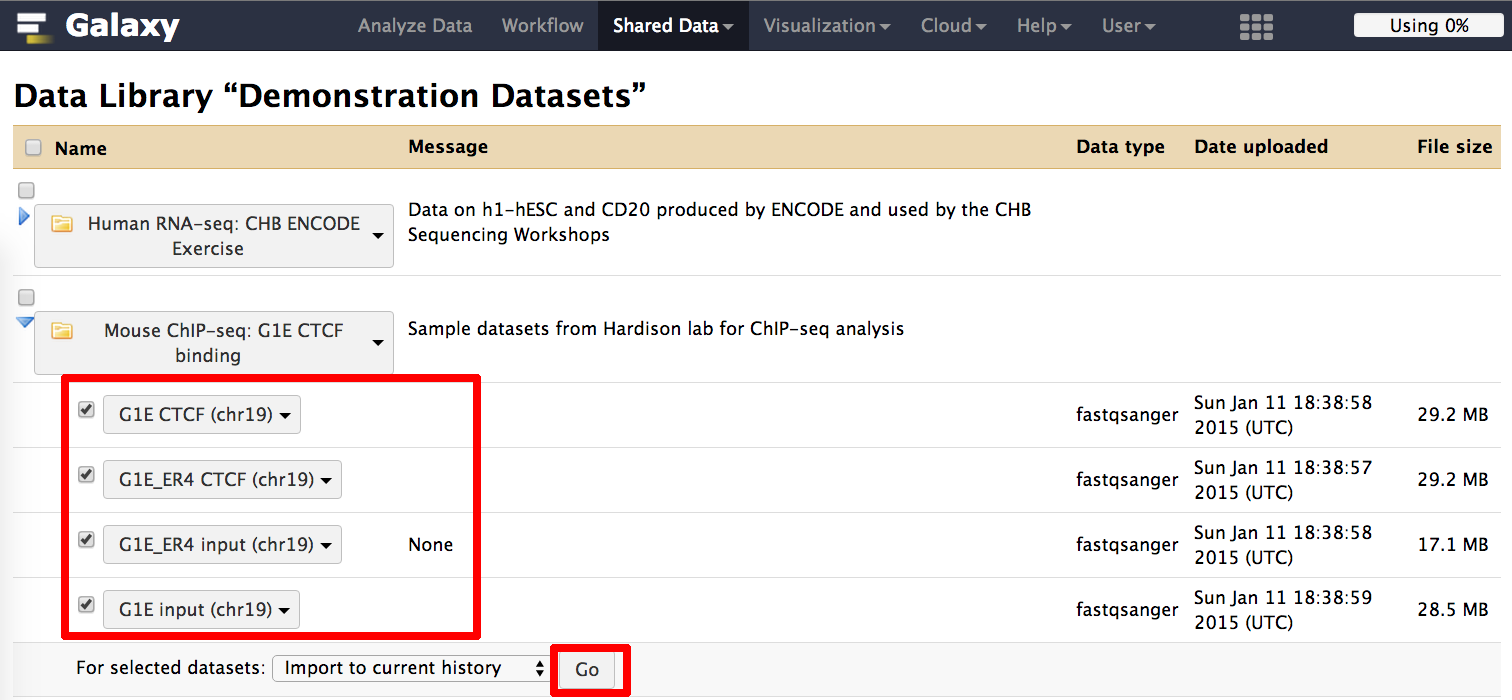 Galaxy Analyze Data Workflow Shared Data Visualization Cloud Help User Using 0%
Data Library “Demonstration Datasets”
Name Message Data type Date uploaded File size
Human RNA-seq: CHB ENCODE
Exercise
Data on h1-hESC and CD20 produced by ENCODE and used by the CHB
Sequencing Workshops
Mouse ChIP-seq: G1E CTCF
binding
Sample datasets from Hardison lab for ChIP-seq analysis
G1E CTCF (chr19) fastqsanger Sun Jan 11 18:38:58
2015 (UTC) 29.2 MB
G1E_ER4 CTCF (chr19) fastqsanger Sun Jan 11 18:38:57
2015 (UTC) 29.2 MB
G1E_ER4 input (chr19) None fastqsanger Sun Jan 11 18:38:58
2015 (UTC) 17.1 MB
G1E input (chr19) fastqsanger Sun Jan 11 18:38:59
2015 (UTC) 28.5 MB
For selected datasets: Import to current history Go